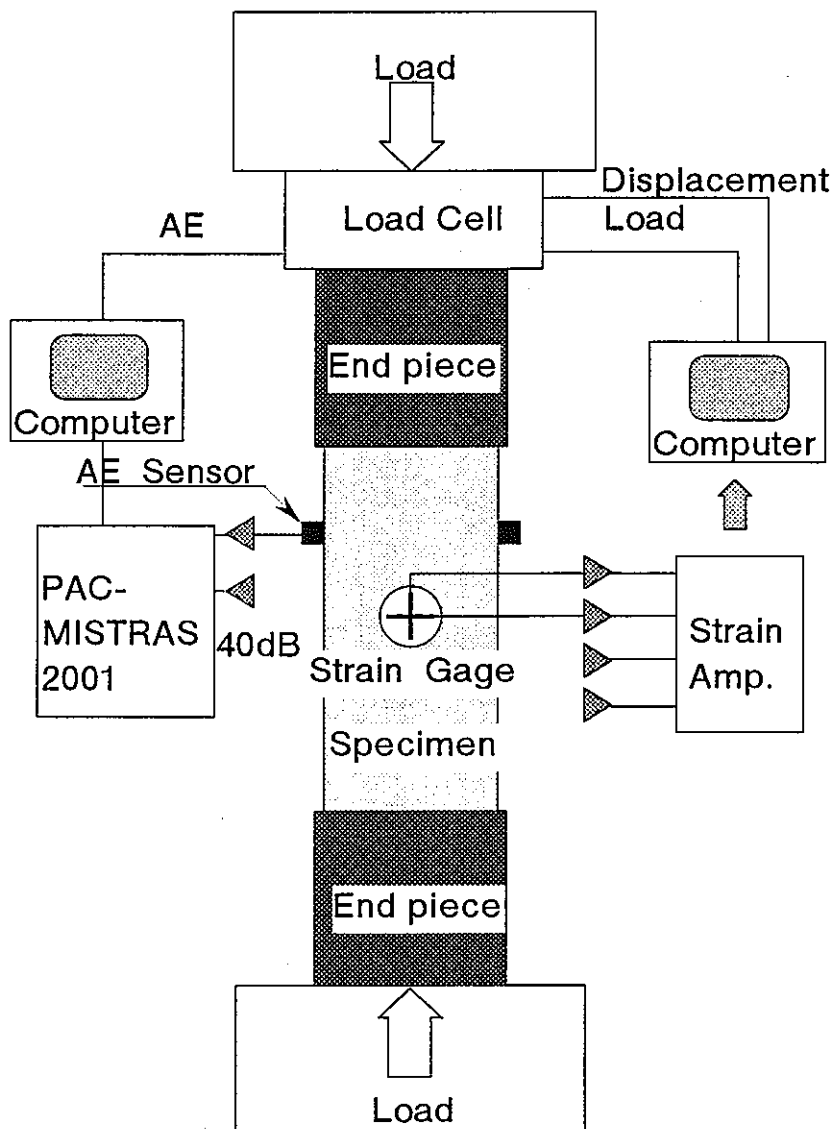 Load
Displacement
Load Cell
Load
AE
End piece
Computer
Computer
AE Sensor
PAC-
MISTRAS
2001
40dB
Strain Gage
Strain
Amp.
Specimen
End piece
Load